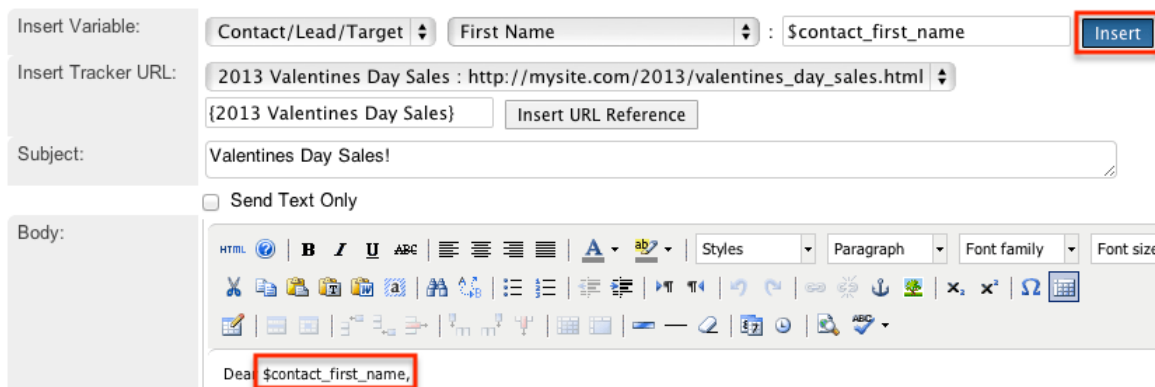 Insert Variable: Contact/Lead/Target First Name : $contact_first_name Insert
Insert Tracker URL: 2013 Valentines Day Sales : http://mysite.com/2013/valentines_day_sales.html
{2013 Valentines Day Sales} Insert URL Reference
Subject: Valentines Day Sales!
Send Text Only
Body:
HTML B I U ABC A ab Styles Paragraph Font family Font size
ABC
Dear $contact_first_name,